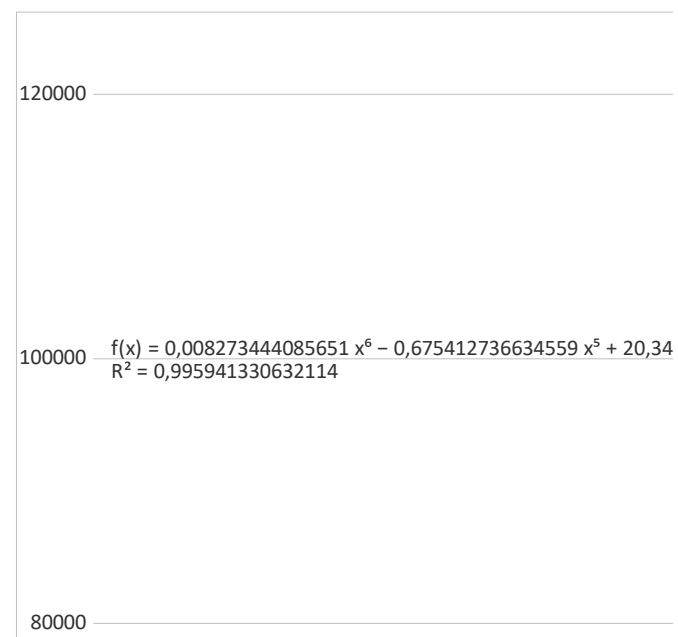 120000
f(x) = 0,008273444085651 x⁶ − 0,675412736634559 x⁵ + 20,34
100000
R² = 0,995941330632114
80000